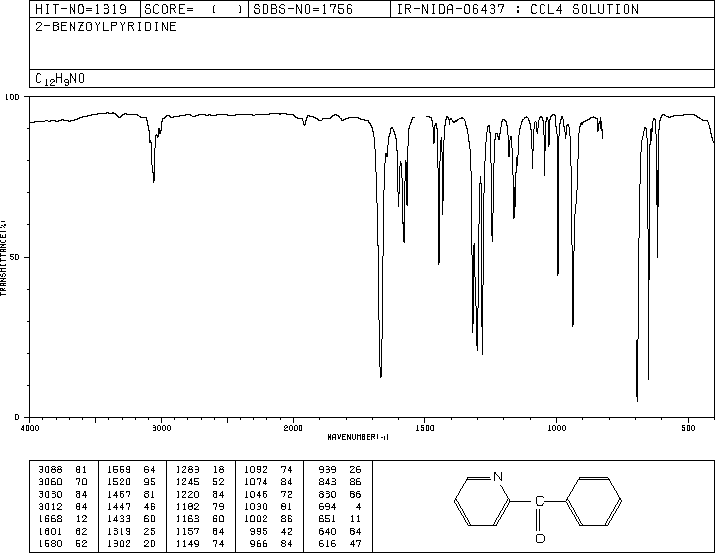 HIT-NO=1319 SCORE= ( ) SDBS-NO=1756 IR-NIDA-06437 : CCL4 SOLUTION
2-BENZOYLPYRIDINE
C12H9NO
100
50
0
TRANSMITTANCE(%)
4000 3000 2000 1500 1000 500
WAVENUMBER(-1)
3088 81 1569 64 1283 18 1092 74 939 26
3060 70 1520 95 1245 52 1074 84 843 86
3030 84 1467 81 1220 84 1046 72 830 86
3012 84 1447 46 1182 79 1030 81 694 4
1668 12 1433 60 1163 60 1002 86 651 11
1601 62 1319 25 1157 84 995 42 640 84
1580 52 1302 20 1149 74 966 84 616 47
N
C
O